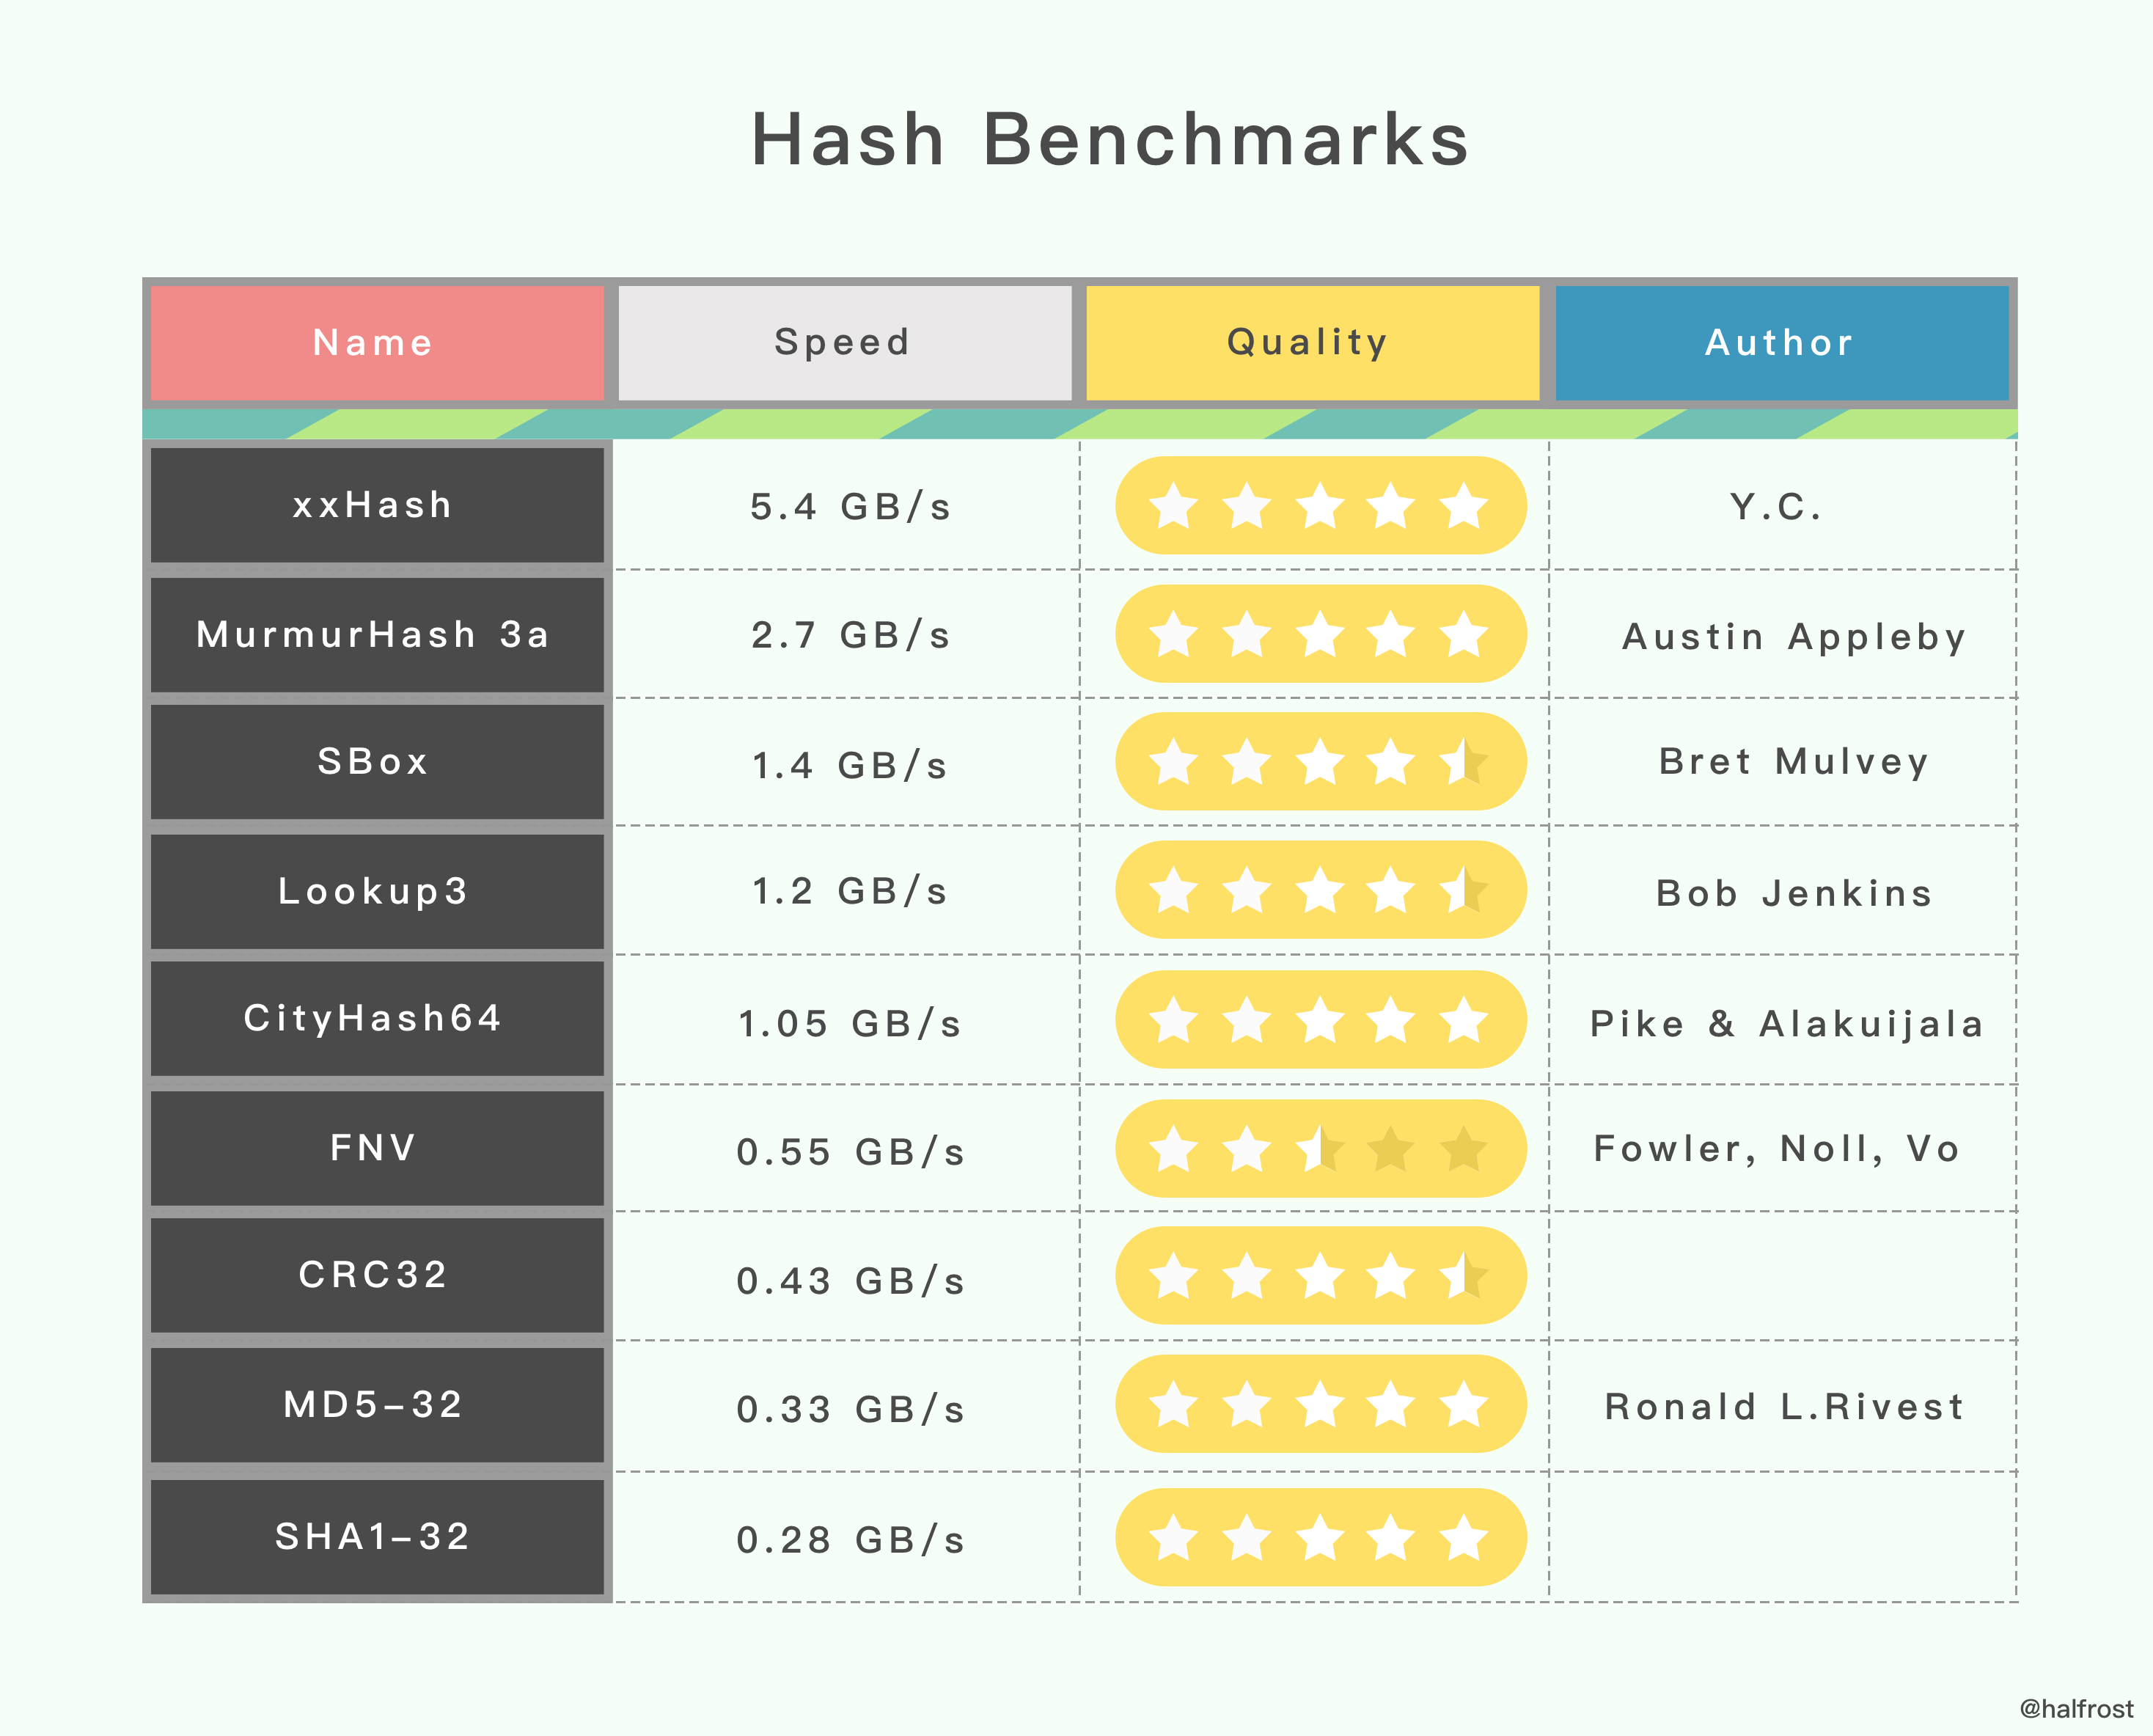 Hash Benchmarks
Name Speed Quality Author
xxHash 5.4 GB/s Y.C.
MurmurHash 3a 2.7 GB/s Austin Appleby
SBox 1.4 GB/s Bret Mulvey
Lookup3 1.2 GB/s Bob Jenkins
CityHash64 1.05 GB/s Pike & Alakuijala
FNV 0.55 GB/s Fowler, Noll, Vo
CRC32 0.43 GB/s
MD5-32 0.33 GB/s Ronald L.Rivest
SHA1-32 0.28 GB/s
@halfrost